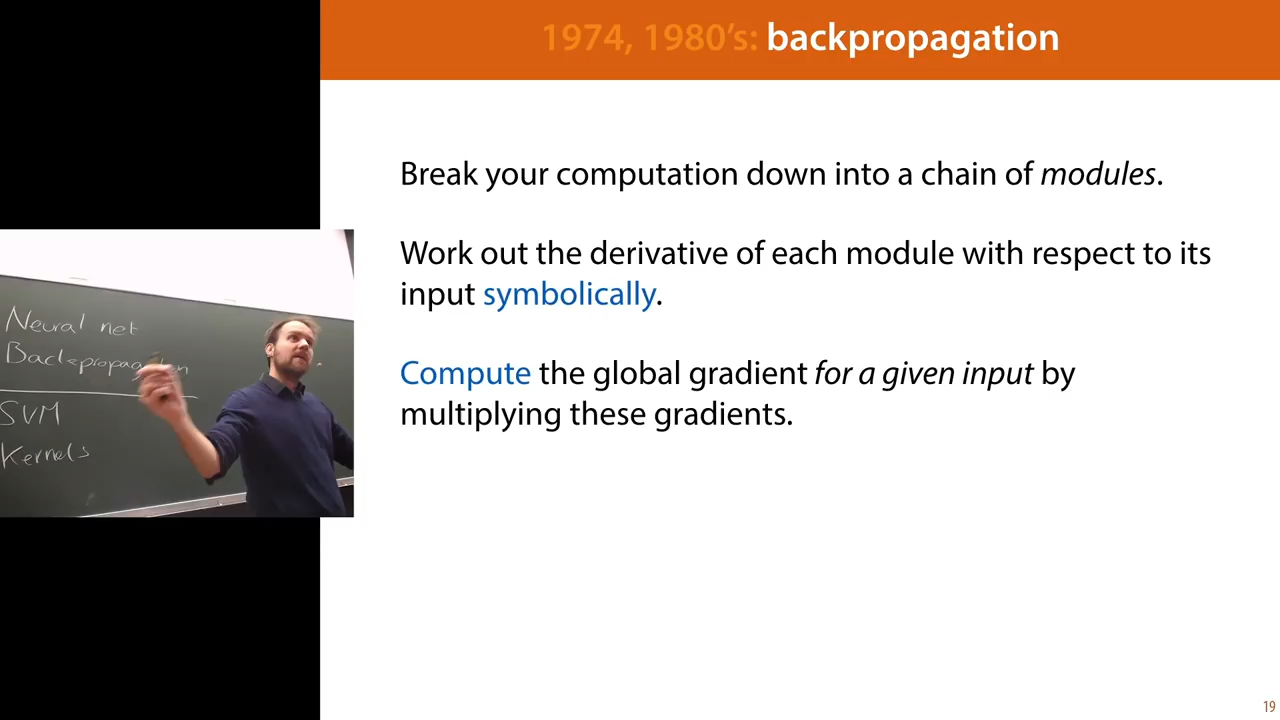 1974, 1980’s: backpropagation
Break your computation down into a chain of modules.
Work out the derivative of each module with respect to its
input symbolically.
Compute the global gradient for a given input by
multiplying these gradients.
Neural net
Backpropagation
SVM
Kernels
19